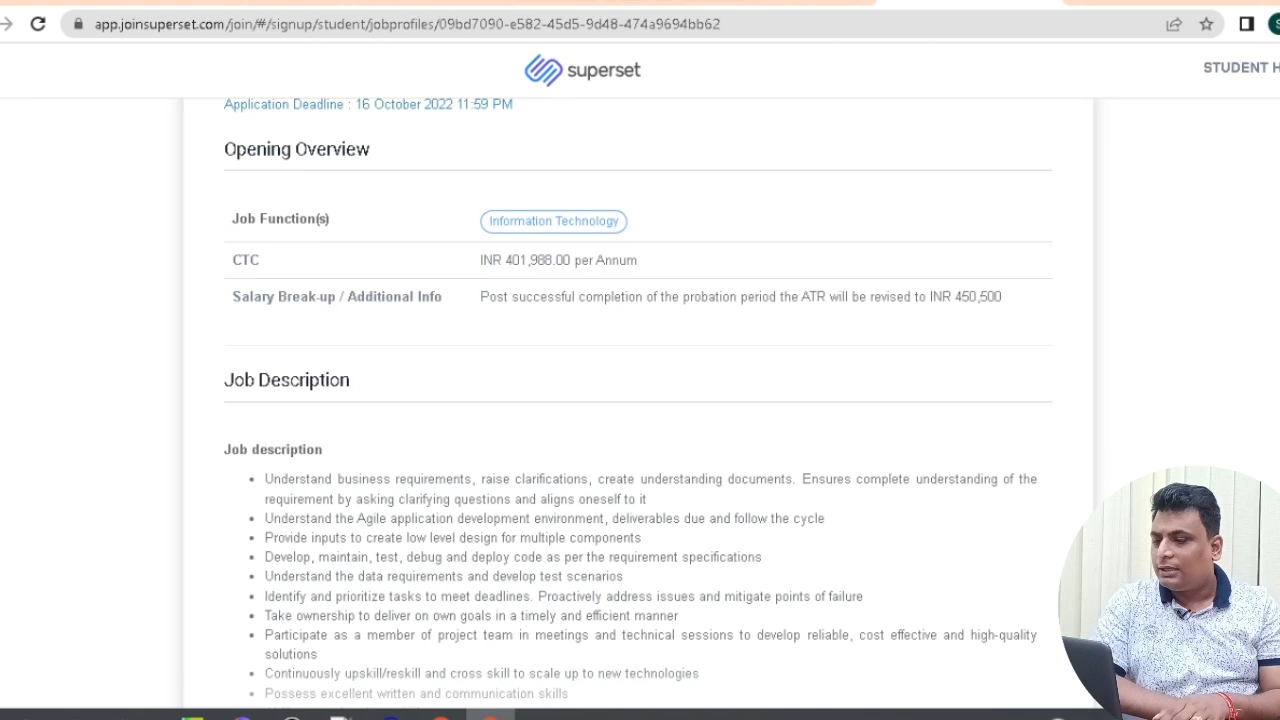 app.joinsuperset.com/join/#/signup/student/jobprofiles/09bd7090-e582-45d5-9d48-474a9694bb62
superset
STUDENT H
Application Deadline : 16 October 2022 11:59 PM
Opening Overview
Job Function(s)
Information Technology
CTC
INR 401,988.00 per Annum
Salary Break-up / Additional Info
Post successful completion of the probation period the ATR will be revised to INR 450,500
Job Description
Job description
• Understand business requirements, raise clarifications, create understanding documents. Ensures complete understanding of the
requirement by asking clarifying questions and aligns oneself to it
• Understand the Agile application development environment, deliverables due and follow the cycle
• Provide inputs to create low level design for multiple components
• Develop, maintain, test, debug and deploy code as per the requirement specifications
• Understand the data requirements and develop test scenarios
• Identify and prioritize tasks to meet deadlines. Proactively address issues and mitigate points of failure
• Take ownership to deliver on own goals in a timely and efficient manner
• Participate as a member of project team in meetings and technical sessions to develop reliable, cost effective and high-quality
solutions
• Continuously upskill/reskill and cross skill to scale up to new technologies
• Possess excellent written and communication skills